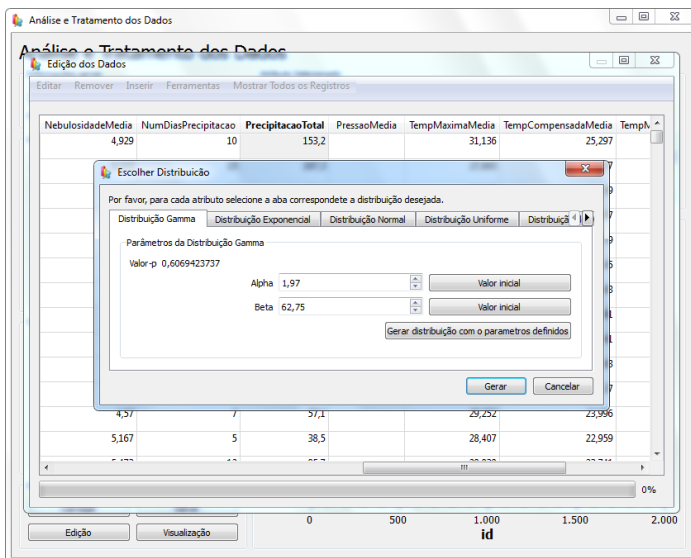 Análise e Tratamento dos Dados
Análise e Tratamento dos Dados
Edição dos Dados
Editar Remover Inserir Ferramentas Mostrar Todos os Registros
NebulosidadeMedia NumDiasPrecipitacao PrecipitacaoTotal PressaoMedia TempMaximaMedia TempCompensadaMedia TempM
4,929 10 153,2 31,136 25,297
Escolher Distribuicão
Por favor, para cada atributo selecione a aba correspondete a distribuição desejada.
Distribuição Gamma Distribuição Exponencial Distribuição Normal Distribuição Uniforme Distribuiçã
Parâmetros da Distribuição Gamma
Valor-p 0,6069423737
Alpha 1,97 Valor inicial
Beta 62,75 Valor inicial
Gerar distribuição com o parametros definidos
Gerar Cancelar
4,57 7 57,1 29,252 23,996
5,167 5 38,5 28,407 22,959
0%
0 500 1.000 1.500 2.000
Edição Visualização id